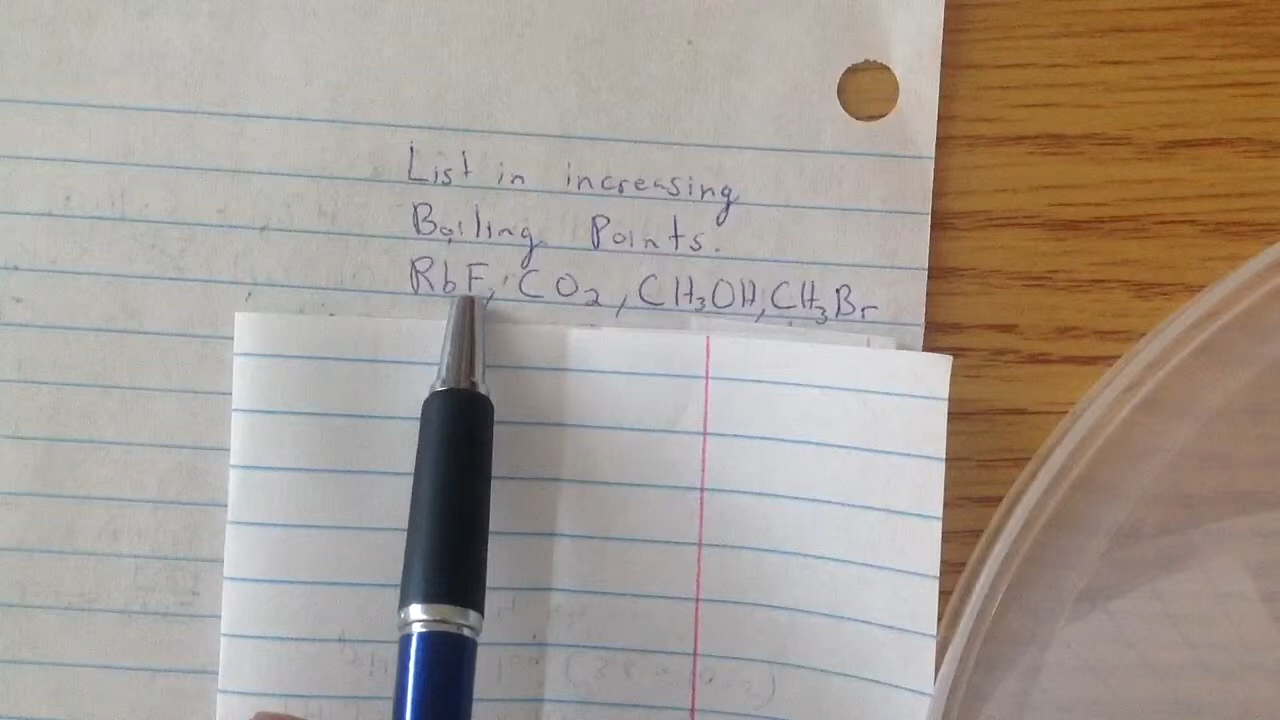 List in increasing
Boiling Points.
RbF, CO₂, CH₃OH, CH₃Br